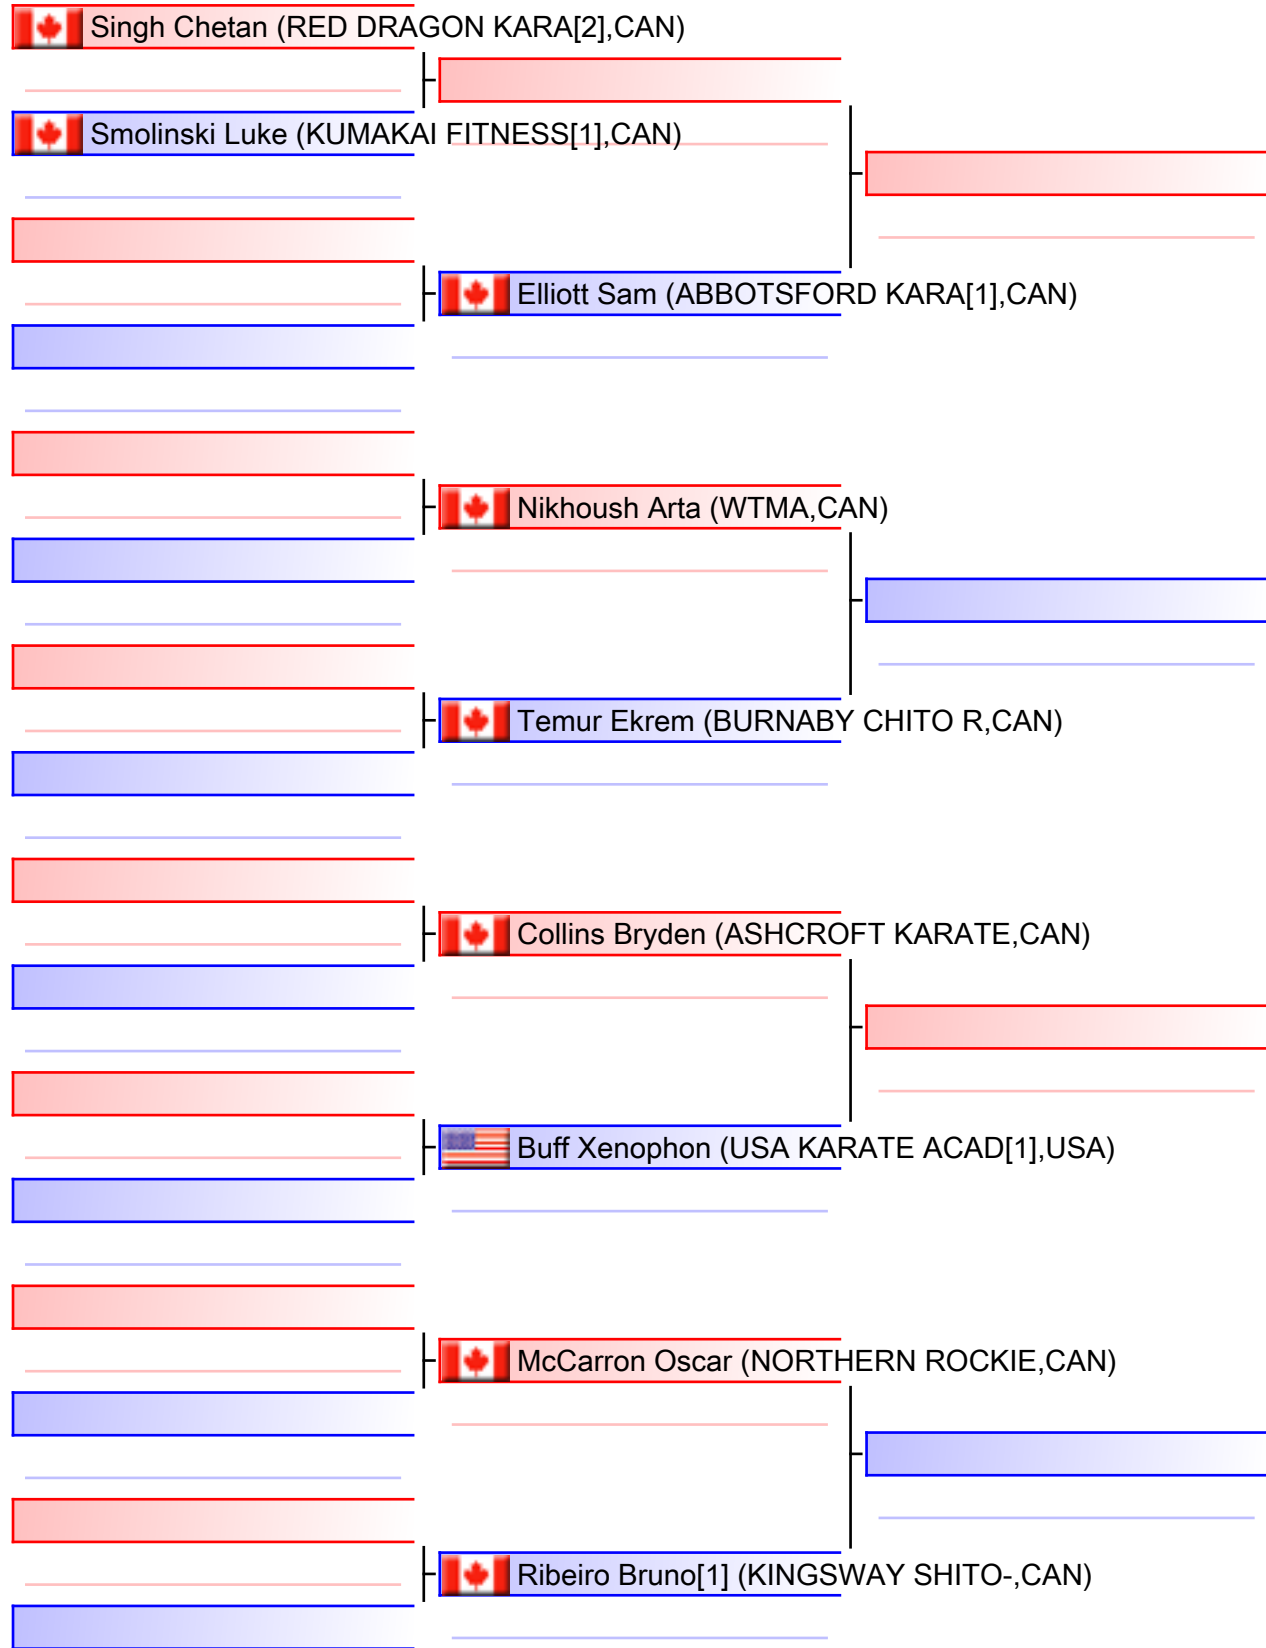 Singh Chetan (RED DRAGON KARA[2],CAN)
Smolinski Luke (KUMAKAI FITNESS[1],CAN)
Elliott Sam (ABBOTSFORD KARA[1],CAN)
Nikhoush Arta (WTMA,CAN)
Temur Ekrem (BURNABY CHITO R,CAN)
Collins Bryden (ASHCROFT KARATE,CAN)
Buff Xenophon (USA KARATE ACAD[1],USA)
McCarron Oscar (NORTHERN ROCKIE,CAN)
Ribeiro Bruno[1] (KINGSWAY SHITO-,CAN)